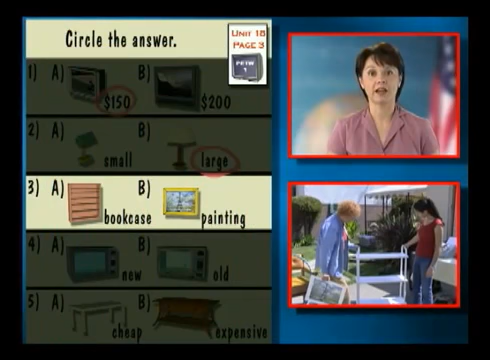 Circle the answer.
UNIT 18
PAGE 3
1) A) $150 B) $200
2) A) small B) large
3) A) bookcase B) painting
4) A) new B) old
5) A) cheap B) expensive